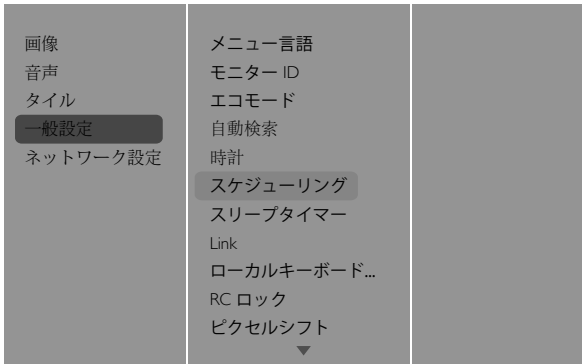 画像
音声
タイル
一般設定
ネットワーク設定
メニュー言語
モニター ID
エコモード
自動検索
時計
スケジューリング
スリープタイマー
Link
ローカルキーボード...
RC ロック
ピクセルシフト